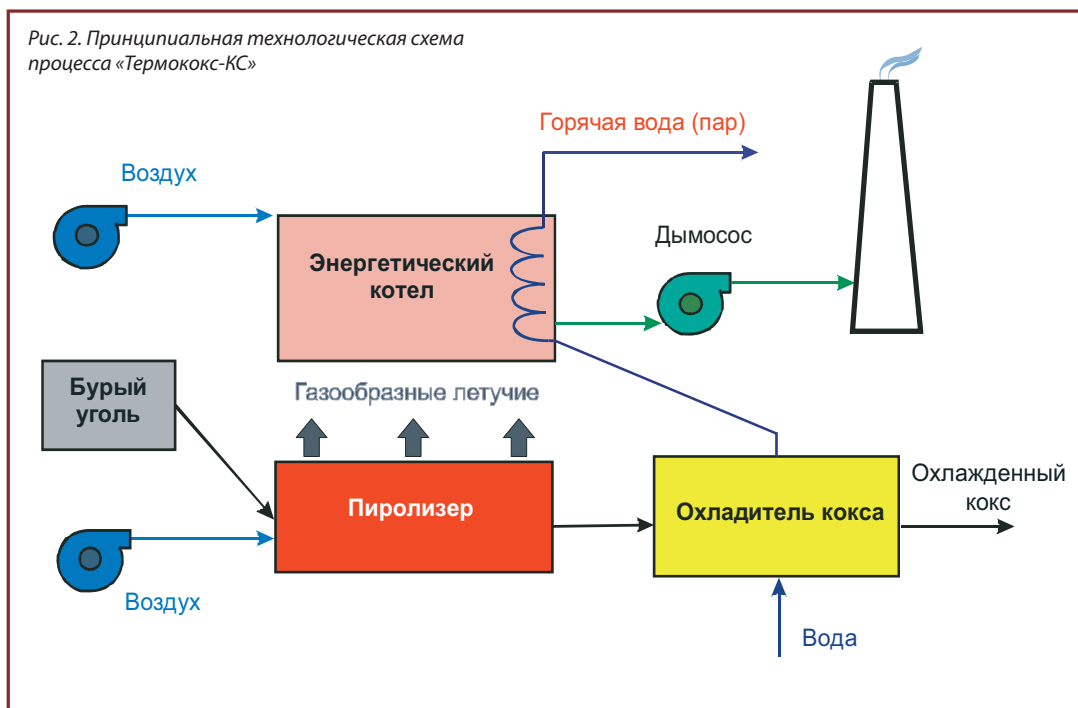 Рис. 2. Принципиальная технологическая схема
процесса «Термококс-КС»
Горячая вода (пар)
Воздух
Дымосос
Энергетический
котел
Бурый
уголь
Газообразные летучие
Пиролизер
Охладитель кокса
Охлажденный
кокс
Воздух
Вода